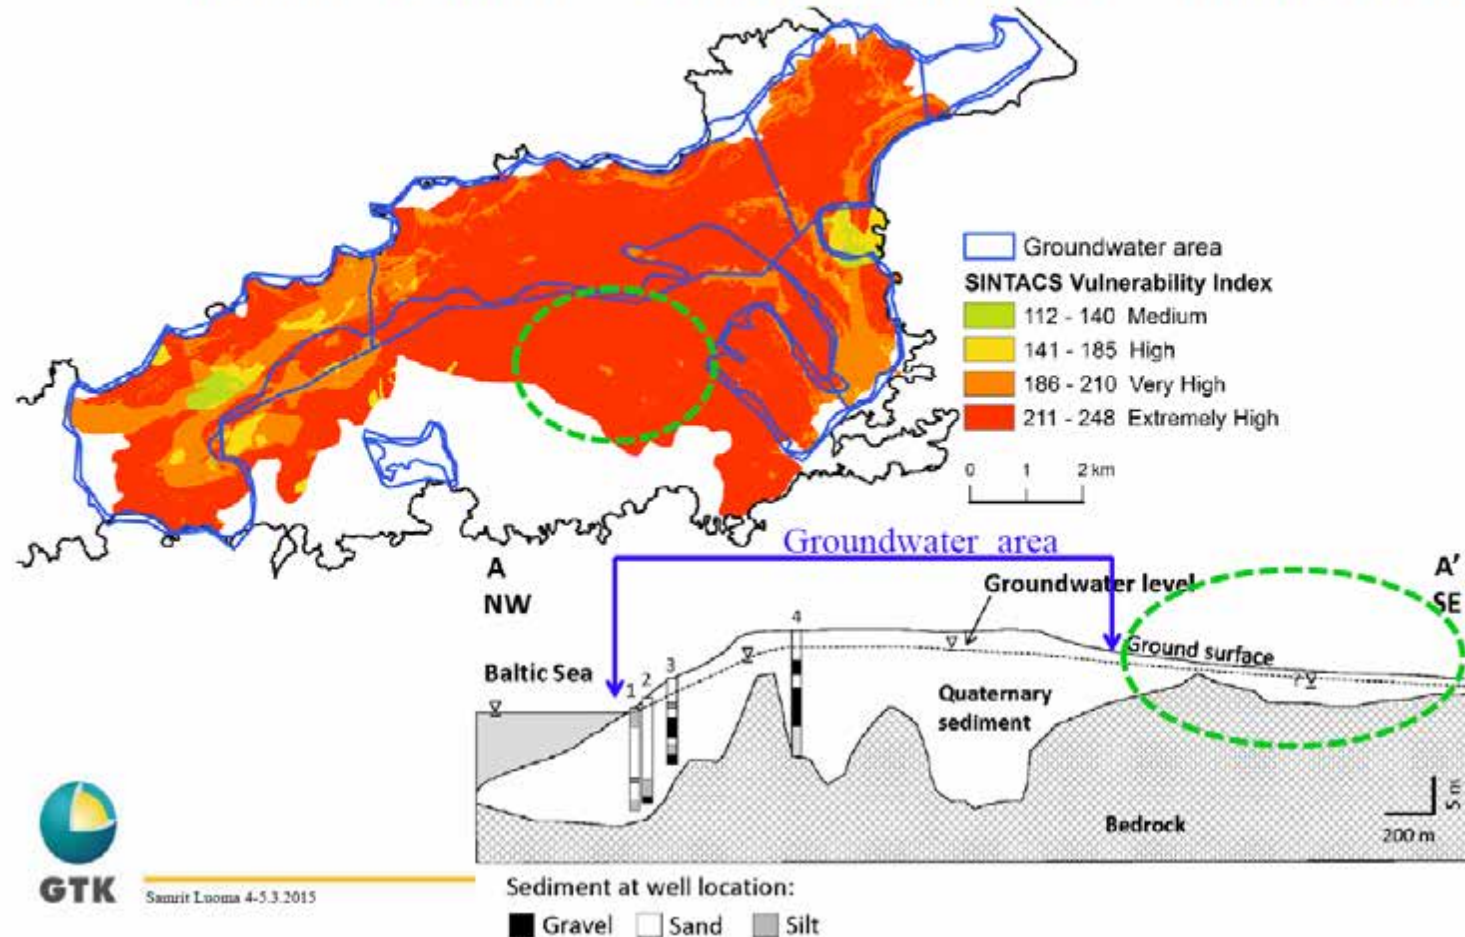 Groundwater area
SINTACS Vulnerability Index
112 - 140 Medium
141 - 185 High
186 - 210 Very High
211 - 248 Extremely High
0 1 2 km
Groundwater area
A
NW
A'
SE
Groundwater level
Baltic Sea
1
2
3
4
Ground surface
Quaternary
sediment
Bedrock
5 m
200 m
GTK
Samrit Luoma 4-5.3.2015
Sediment at well location:
Gravel Sand Silt